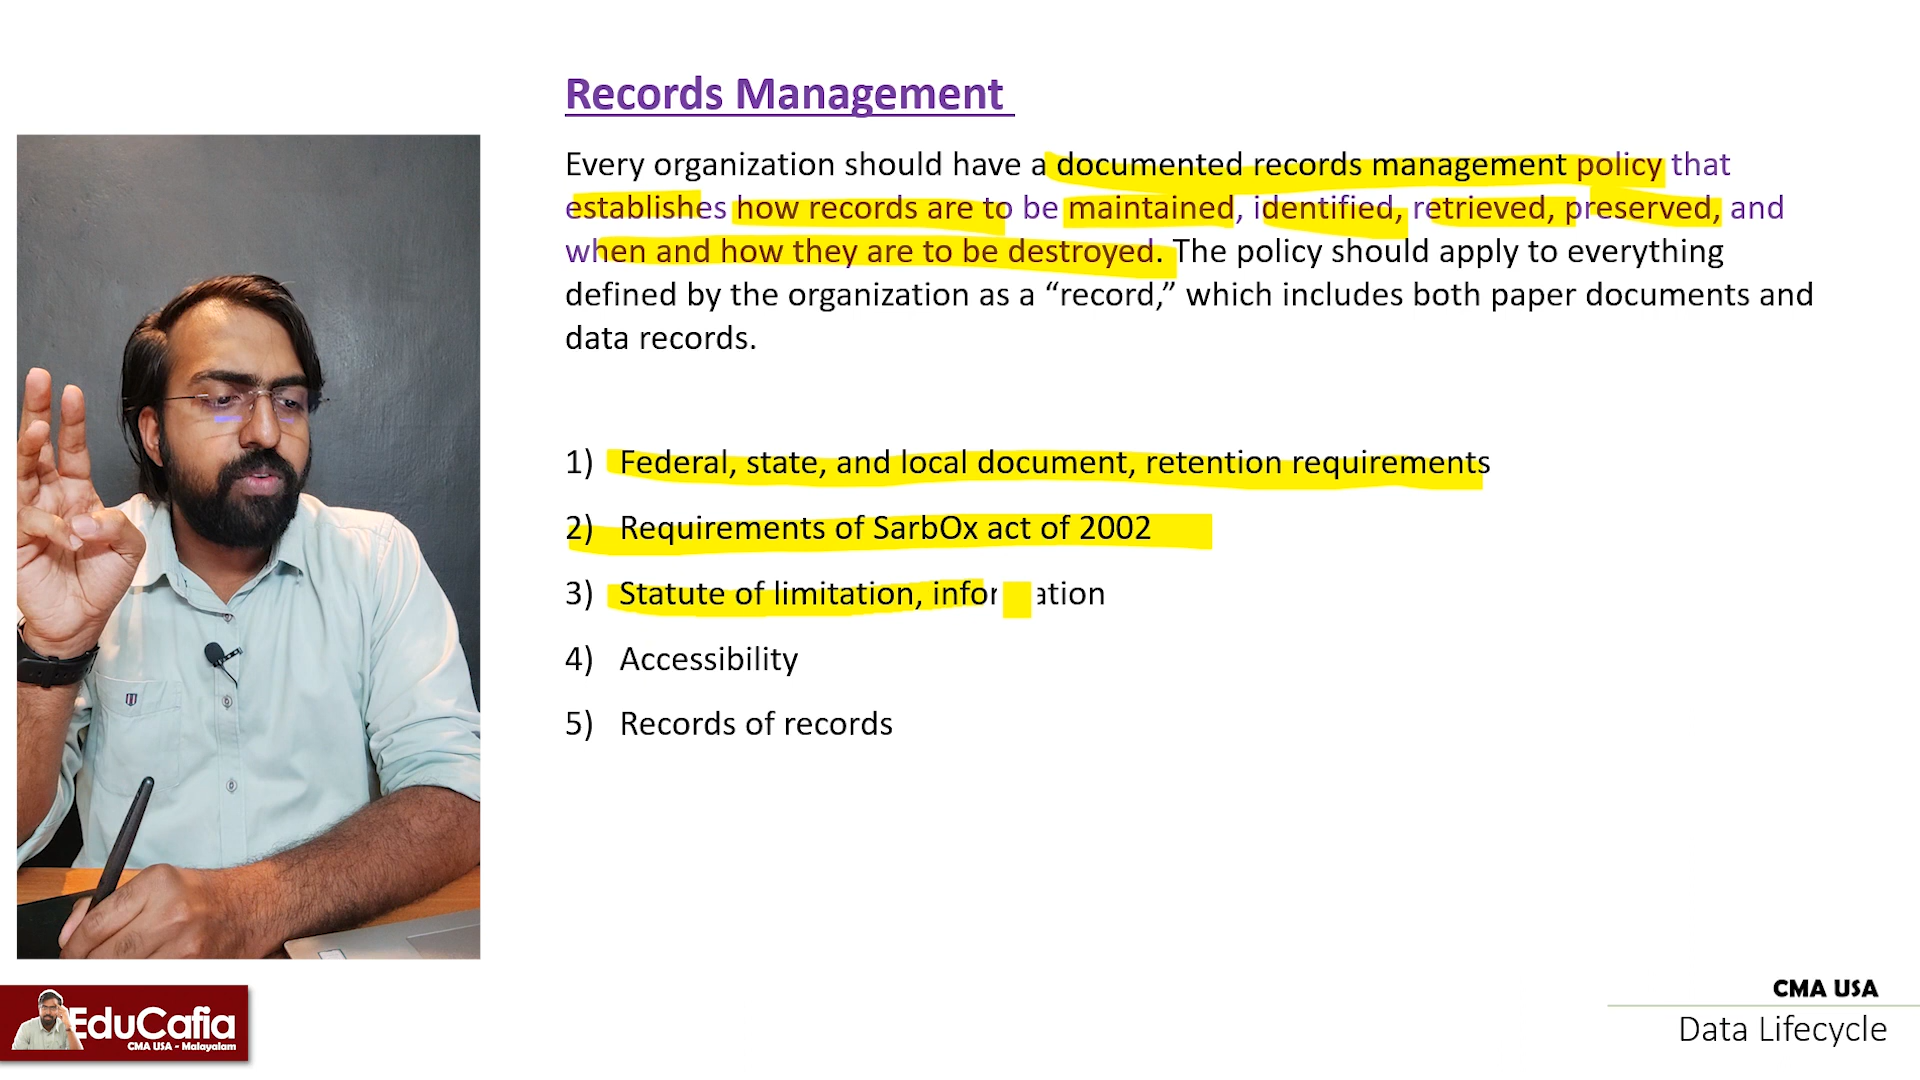 Records Management
Every organization should have a documented records management policy that
establishes how records are to be maintained, identified, retrieved, preserved, and
when and how they are to be destroyed. The policy should apply to everything
defined by the organization as a “record,” which includes both paper documents and
data records.
1) Federal, state, and local document, retention requirements
2) Requirements of SarbOx act of 2002
3) Statute of limitation, infor ation
4) Accessibility
5) Records of records
EduCafia
CMA USA - Malayalam
CMA USA
Data Lifecycle